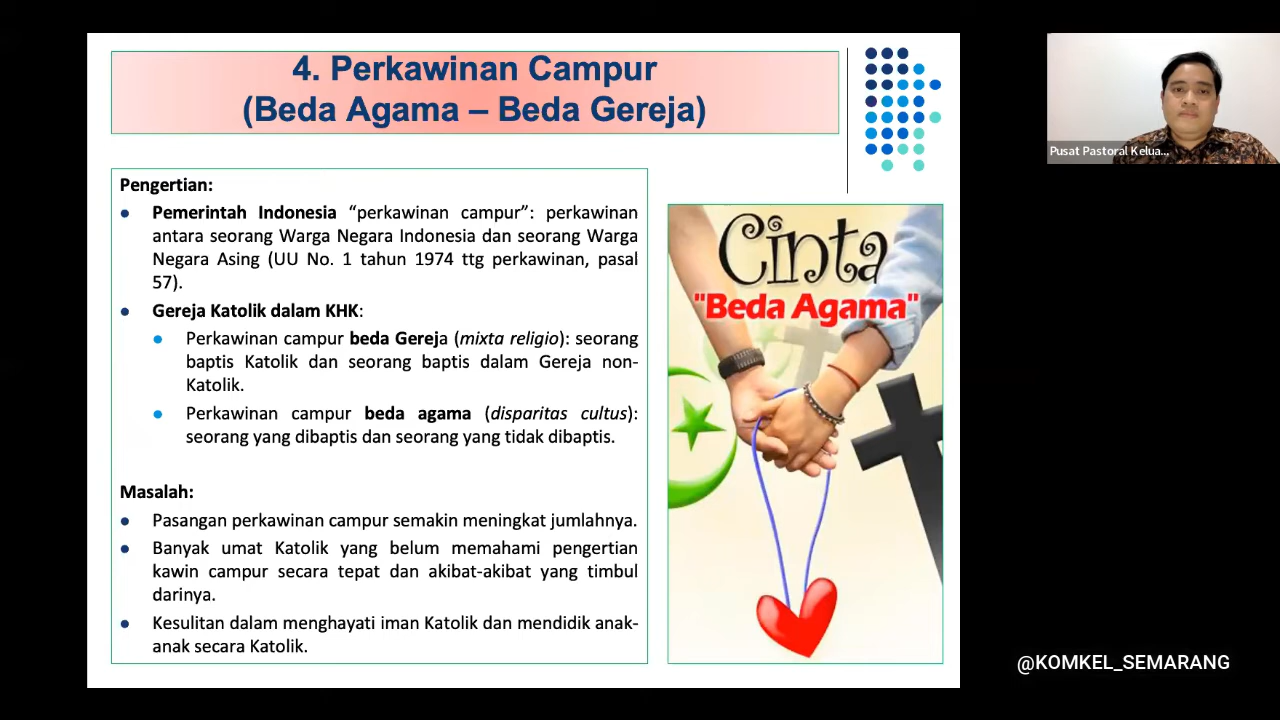 4. Perkawinan Campur
(Beda Agama – Beda Gereja)
Pengertian:
Pemerintah Indonesia “perkawinan campur”: perkawinan
antara seorang Warga Negara Indonesia dan seorang Warga
Negara Asing (UU No. 1 tahun 1974 ttg perkawinan, pasal
57).
Gereja Katolik dalam KHK:
Perkawinan campur beda Gereja (mixta religio): seorang
baptis Katolik dan seorang baptis dalam Gereja non-
Katolik.
Perkawinan campur beda agama (disparitas cultus):
seorang yang dibaptis dan seorang yang tidak dibaptis.
Masalah:
Pasangan perkawinan campur semakin meningkat jumlahnya.
Banyak umat Katolik yang belum memahami pengertian
kawin campur secara tepat dan akibat-akibat yang timbul
darinya.
Kesulitan dalam menghayati iman Katolik dan mendidik anak-
anak secara Katolik.
Cinta
"Beda Agama"
Pusat Pastoral Kelua...
@KOMKEL_SEMARANG